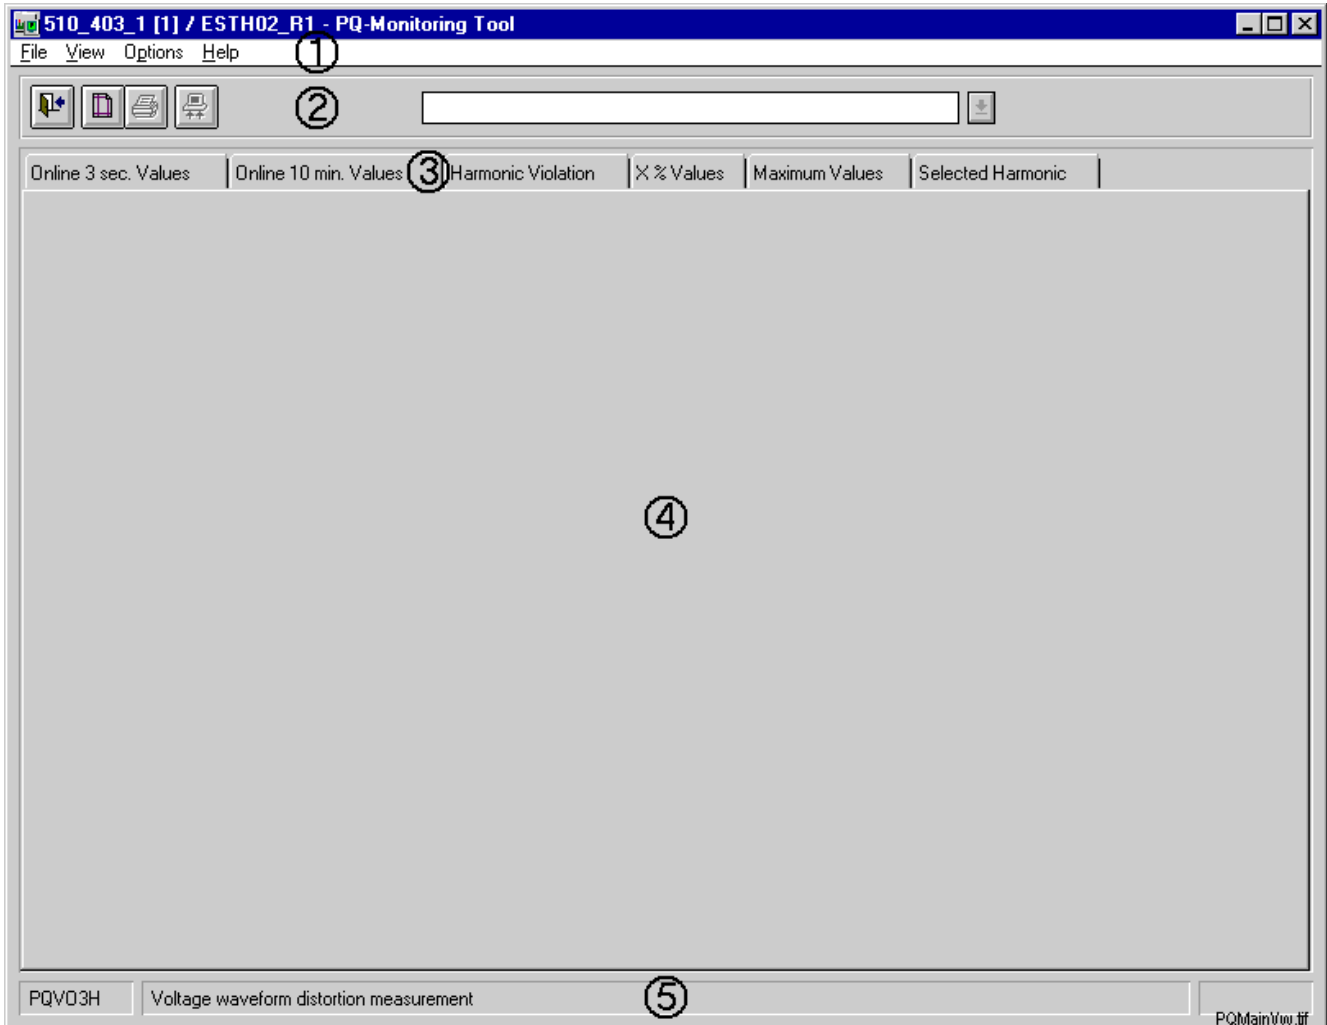 510_403_1 [1] / ESTH02_R1 - PQ-Monitoring Tool
File View Options Help ①
②
Online 3 sec. Values Online 10 min. Values ③ Harmonic Violation X % Values Maximum Values Selected Harmonic
④
PQVO3H Voltage waveform distortion measurement ⑤
PQMainVw.tif